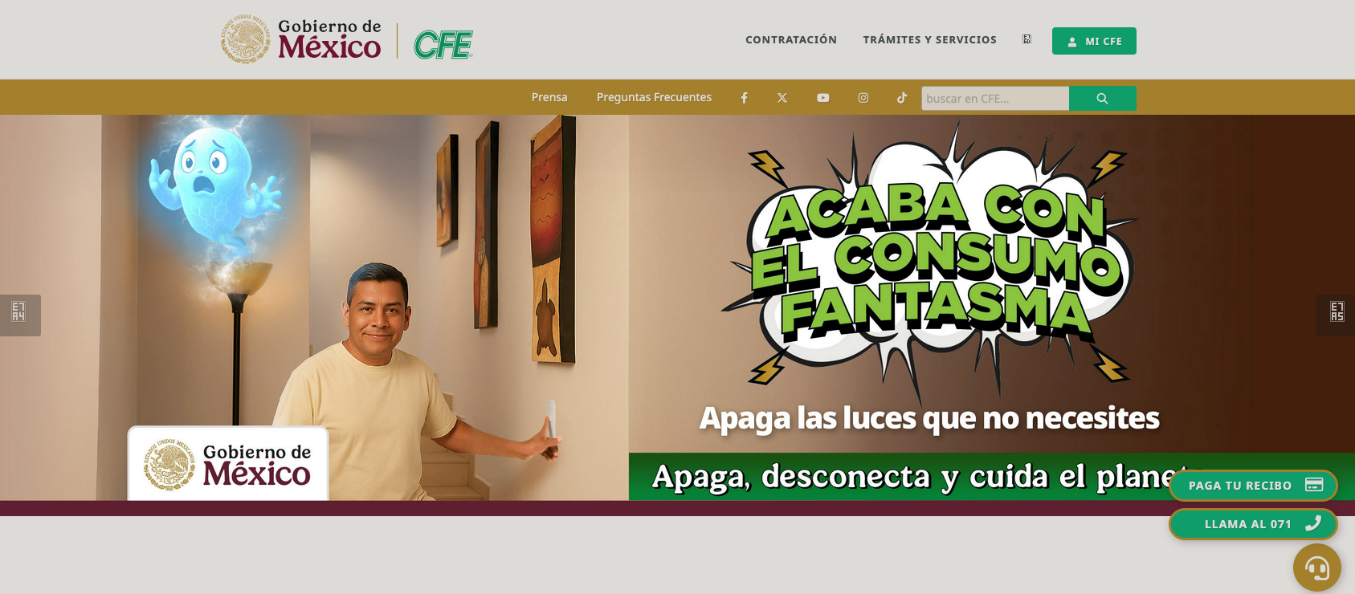 Gobierno de
México
CFE
CONTRATACIÓN
TRÁMITES Y SERVICIOS
MI CFE
Prensa
Preguntas Frecuentes
buscar en CFE...
ACABA CON
EL CONSUMO
FANTASMA
Apaga las luces que no necesites
Gobierno de
México
Apaga, desconecta y cuida el planet
PAGA TU RECIBO
LLAMA AL 071